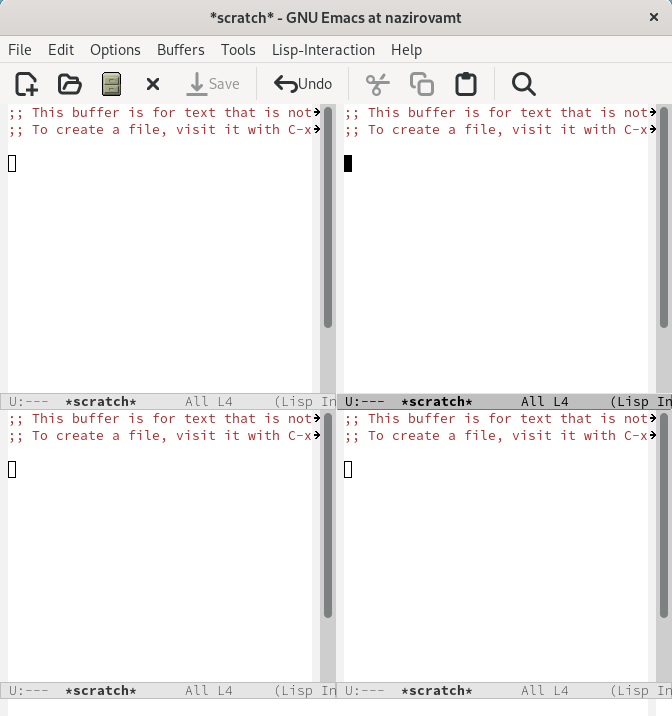 *scratch* - GNU Emacs at nazirovamt
File Edit Options Buffers Tools Lisp-Interaction Help
Save Undo
;; This buffer is for text that is not
;; To create a file, visit it with C-x
U:--- *scratch* All L4 (Lisp In
;; This buffer is for text that is not
;; To create a file, visit it with C-x
U:--- *scratch* All L4 (Lisp In
;; This buffer is for text that is not
;; To create a file, visit it with C-x
U:--- *scratch* All L4 (Lisp In
;; This buffer is for text that is not
;; To create a file, visit it with C-x
U:--- *scratch* All L4 (Lisp In